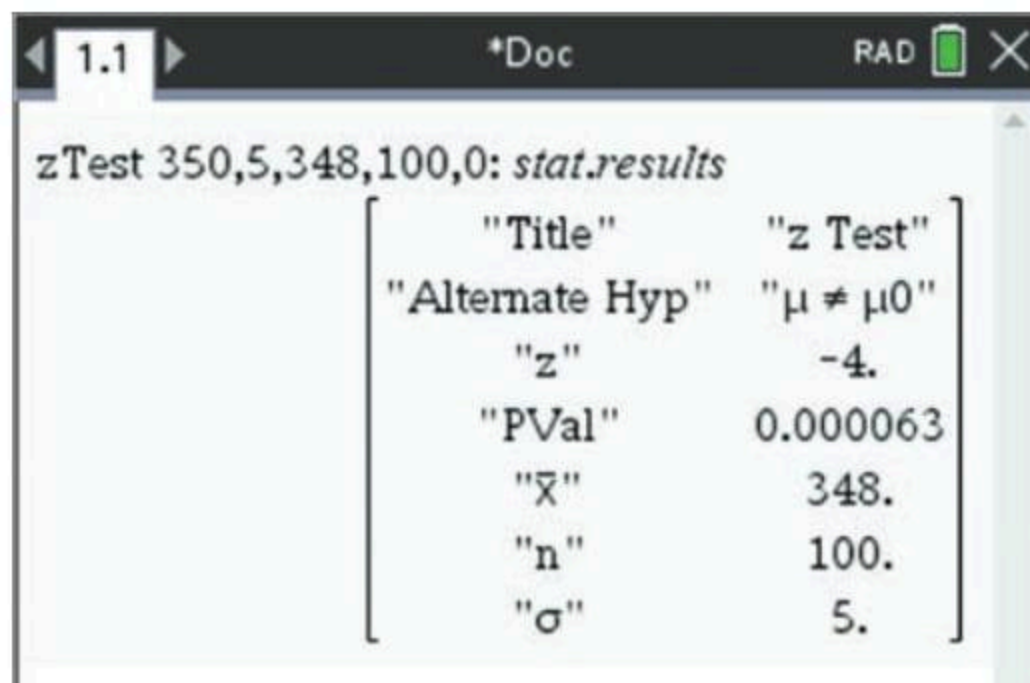 1.1 *Doc RAD
zTest 350,5,348,100,0: stat.results
"Title" "z Test"
"Alternate Hyp" "μ ≠ μ0"
"z" -4.
"PVal" 0.000063
"x̄" 348.
"n" 100.
"σ" 5.